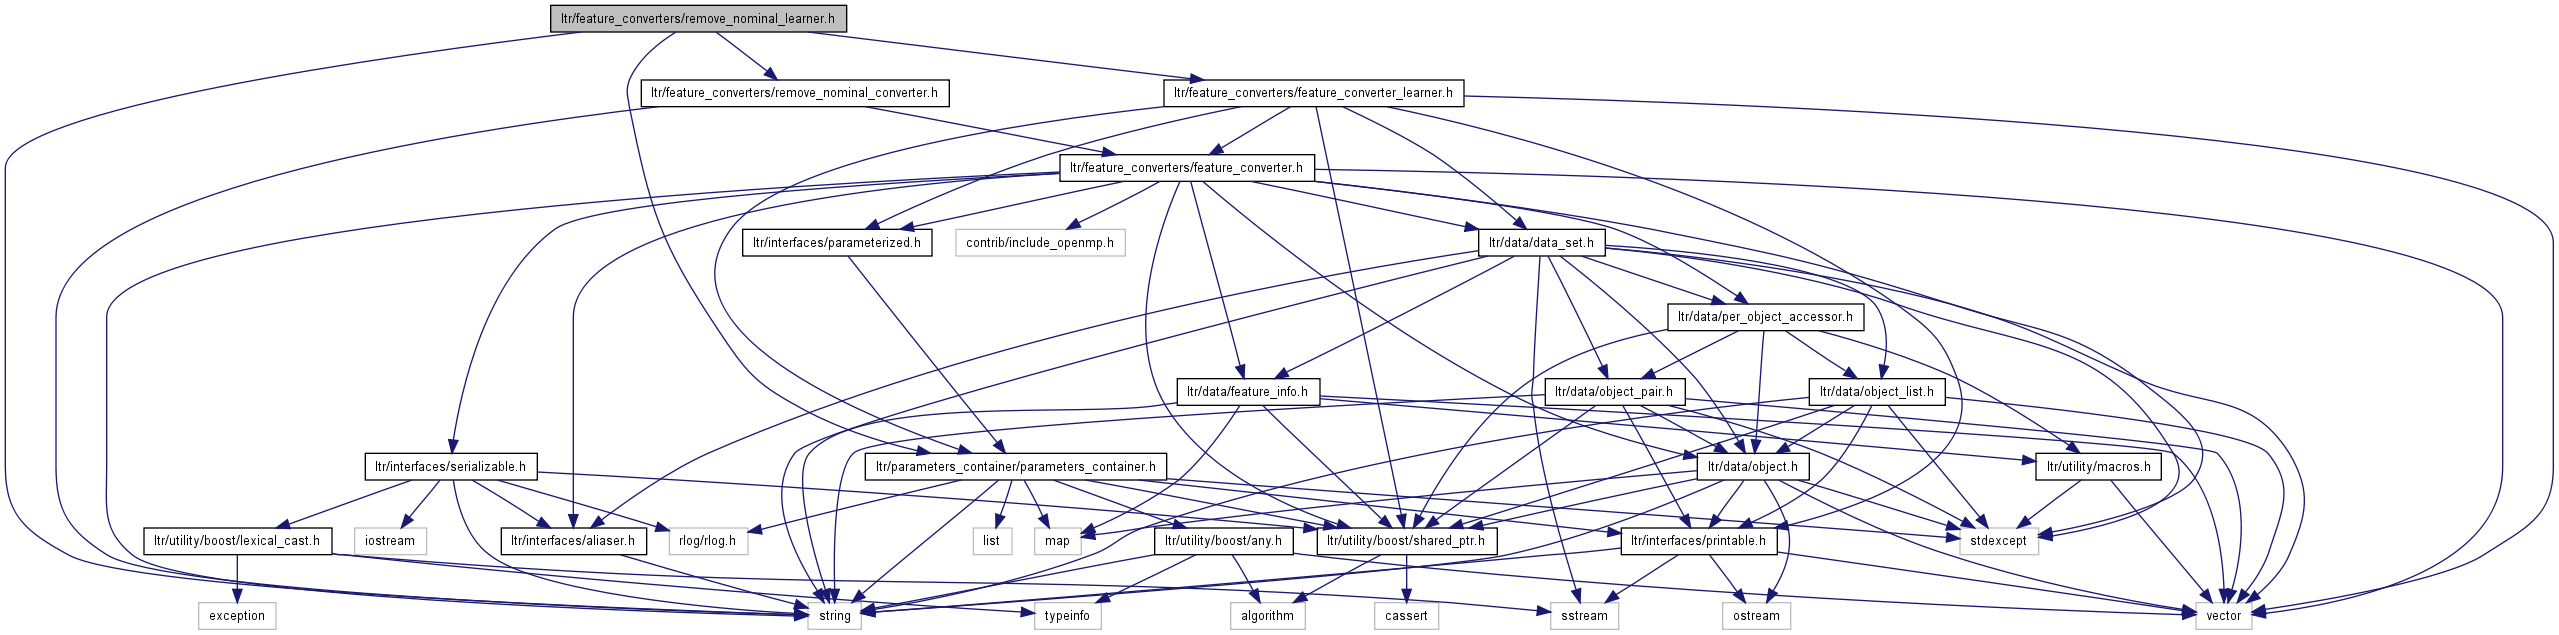 ltr/feature_converters/remove_nominal_learner.h
ltr/feature_converters/remove_nominal_converter.h
ltr/feature_converters/feature_converter_learner.h
ltr/feature_converters/feature_converter.h
ltr/interfaces/parameterized.h
contrib/include_openmp.h
ltr/data/data_set.h
ltr/data/per_object_accessor.h
ltr/data/feature_info.h
ltr/data/object_pair.h
ltr/data/object_list.h
ltr/interfaces/serializable.h
ltr/parameters_container/parameters_container.h
ltr/data/object.h
ltr/utility/macros.h
ltr/utility/boost/lexical_cast.h
iostream
ltr/interfaces/aliaser.h
rlog/rlog.h
list
map
ltr/utility/boost/any.h
ltr/utility/boost/shared_ptr.h
ltr/interfaces/printable.h
stdexcept
exception
string
typeinfo
algorithm
cassert
sstream
ostream
vector